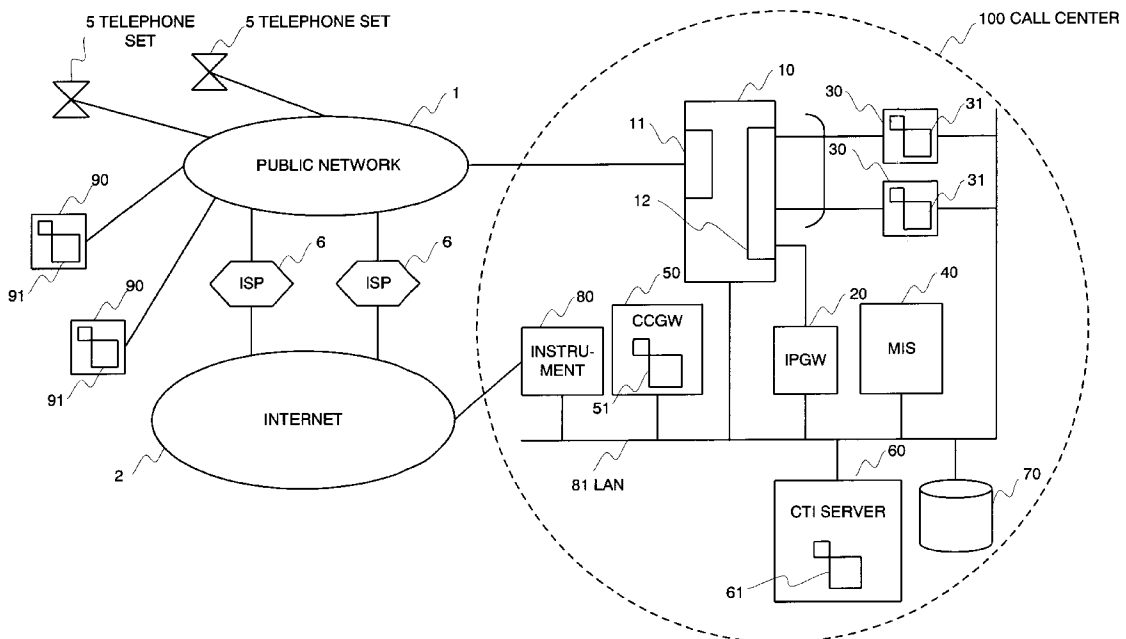 5 TELEPHONE
SET
5 TELEPHONE SET
100 CALL CENTER
1
PUBLIC NETWORK
10
11
12
30
31
30
31
90
91
90
91
6
ISP
6
ISP
50
CCGW
51
80
INSTRU-
MENT
20
IPGW
40
MIS
INTERNET
2
81 LAN
60
CTI SERVER
61
70